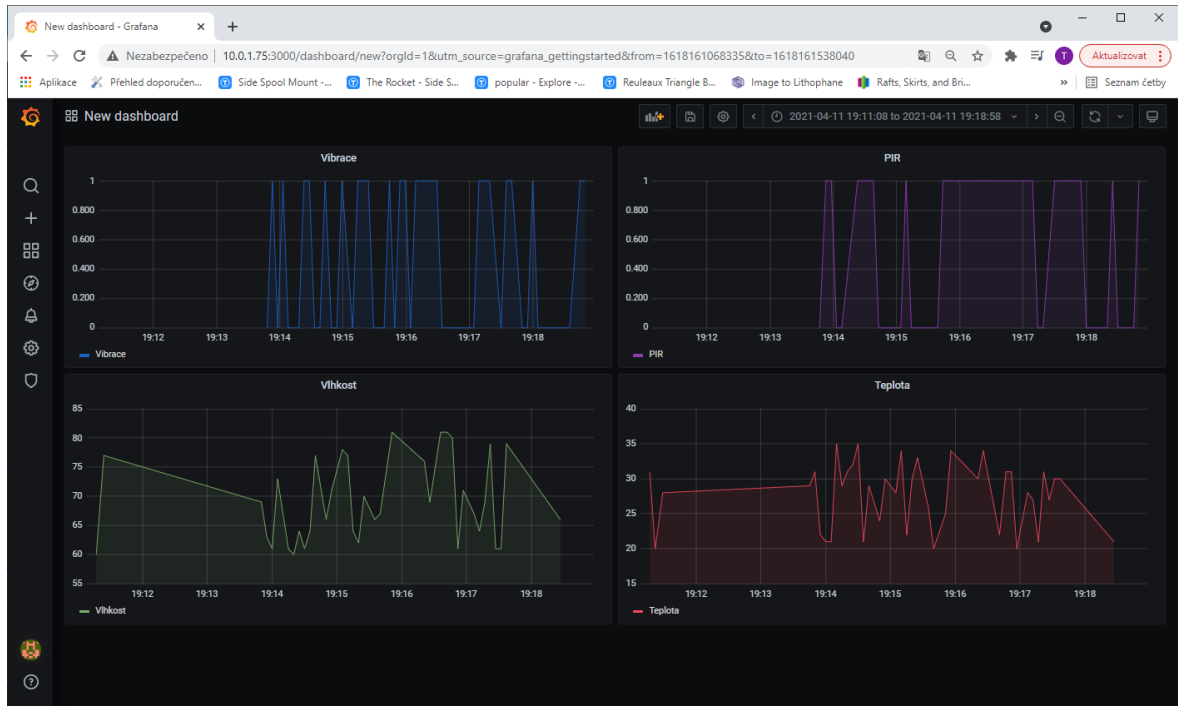 New dashboard - Grafana
Nezabezpečeno | 10.0.1.75:3000/dashboard/new?orgId=1&utm_source=grafana_gettingstarted&from=1618161068335&to=1618161538040
T
Aktualizovat
Aplikace
Přehled doporučen...
Side Spool Mount -...
The Rocket - Side S...
popular - Explore -...
Reuleaux Triangle B...
Image to Lithophane
Rafts, Skirts, and Bri...
»
Seznam četby
New dashboard
2021-04-11 19:11:08 to 2021-04-11 19:18:58
Vibrace
1
0.800
0.600
0.400
0.200
0
19:12 19:13 19:14 19:15 19:16 19:17 19:18
Vibrace
PIR
1
0.800
0.600
0.400
0.200
0
19:12 19:13 19:14 19:15 19:16 19:17 19:18
PIR
Vlhkost
85
80
75
70
65
60
55
19:12 19:13 19:14 19:15 19:16 19:17 19:18
Vlhkost
Teplota
40
35
30
25
20
15
19:12 19:13 19:14 19:15 19:16 19:17 19:18
Teplota